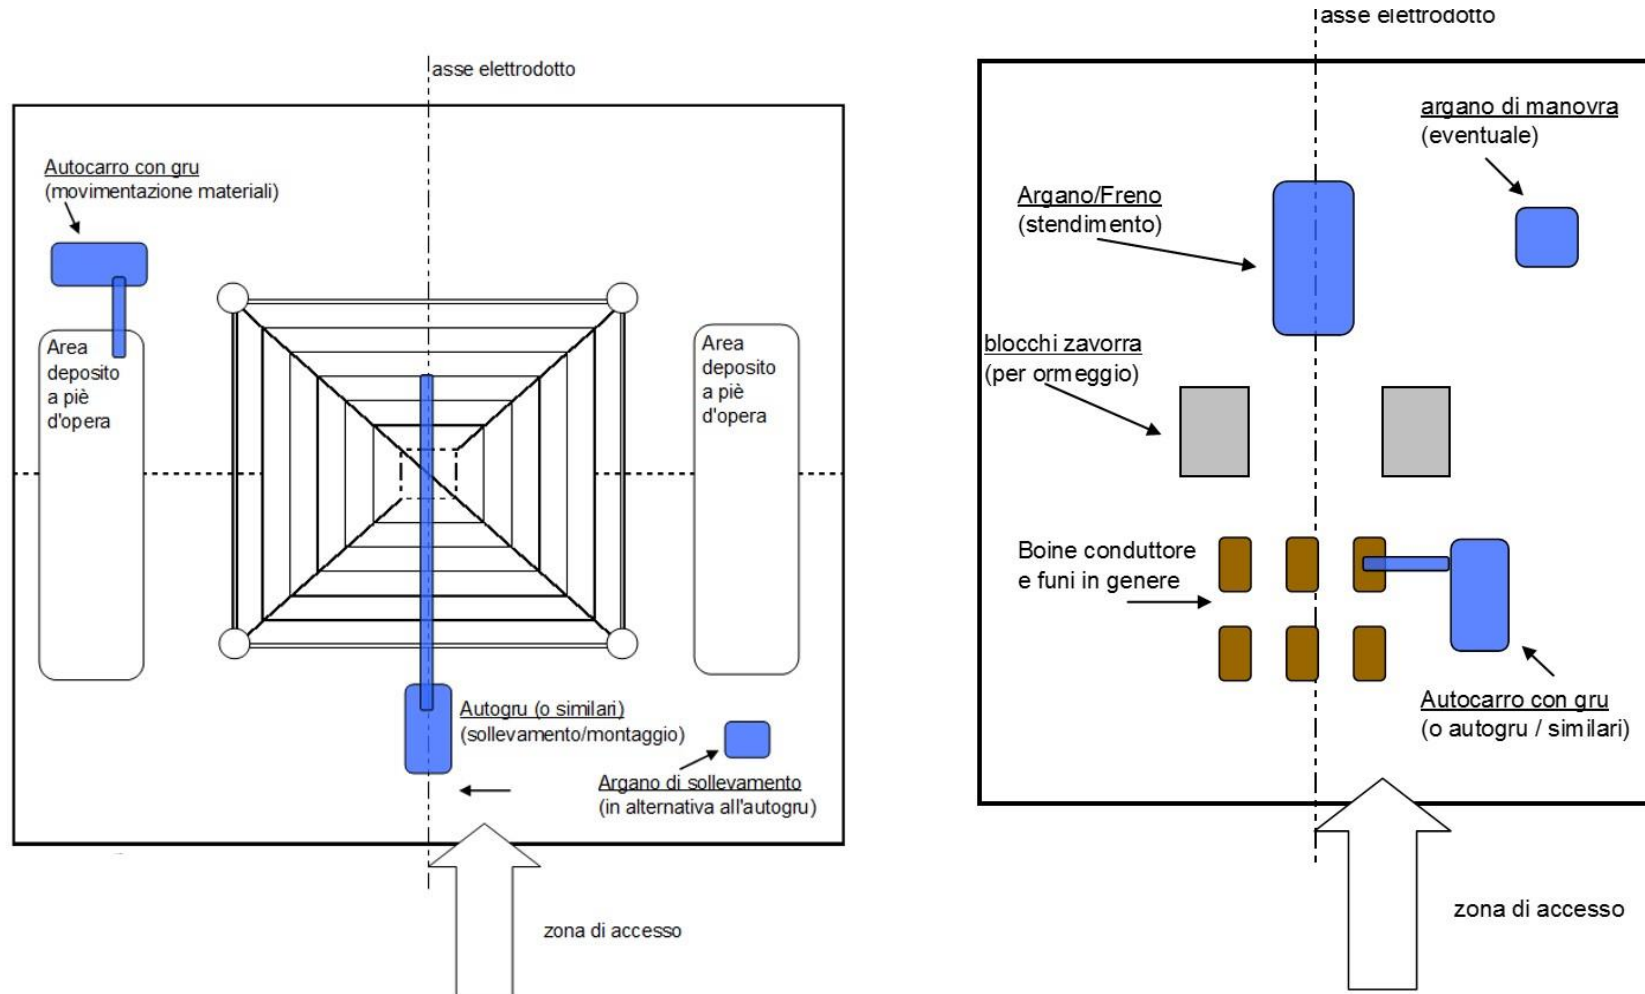 asse elettrodotto
Autocarro con gru
(movimentazione materiali)
Area
deposito
a piè
d'opera
Area
deposito
a piè
d'opera
Autogru (o similari)
(sollevamento/montaggio)
Argano di sollevamento
(in alternativa all'autogru)
zona di accesso
asse elettrodotto
argano di manovra
(eventuale)
Argano/Freno
(stendimento)
blocchi zavorra
(per ormeggio)
Boine conduttore
e funi in genere
Autocarro con gru
(o autogru / similari)
zona di accesso